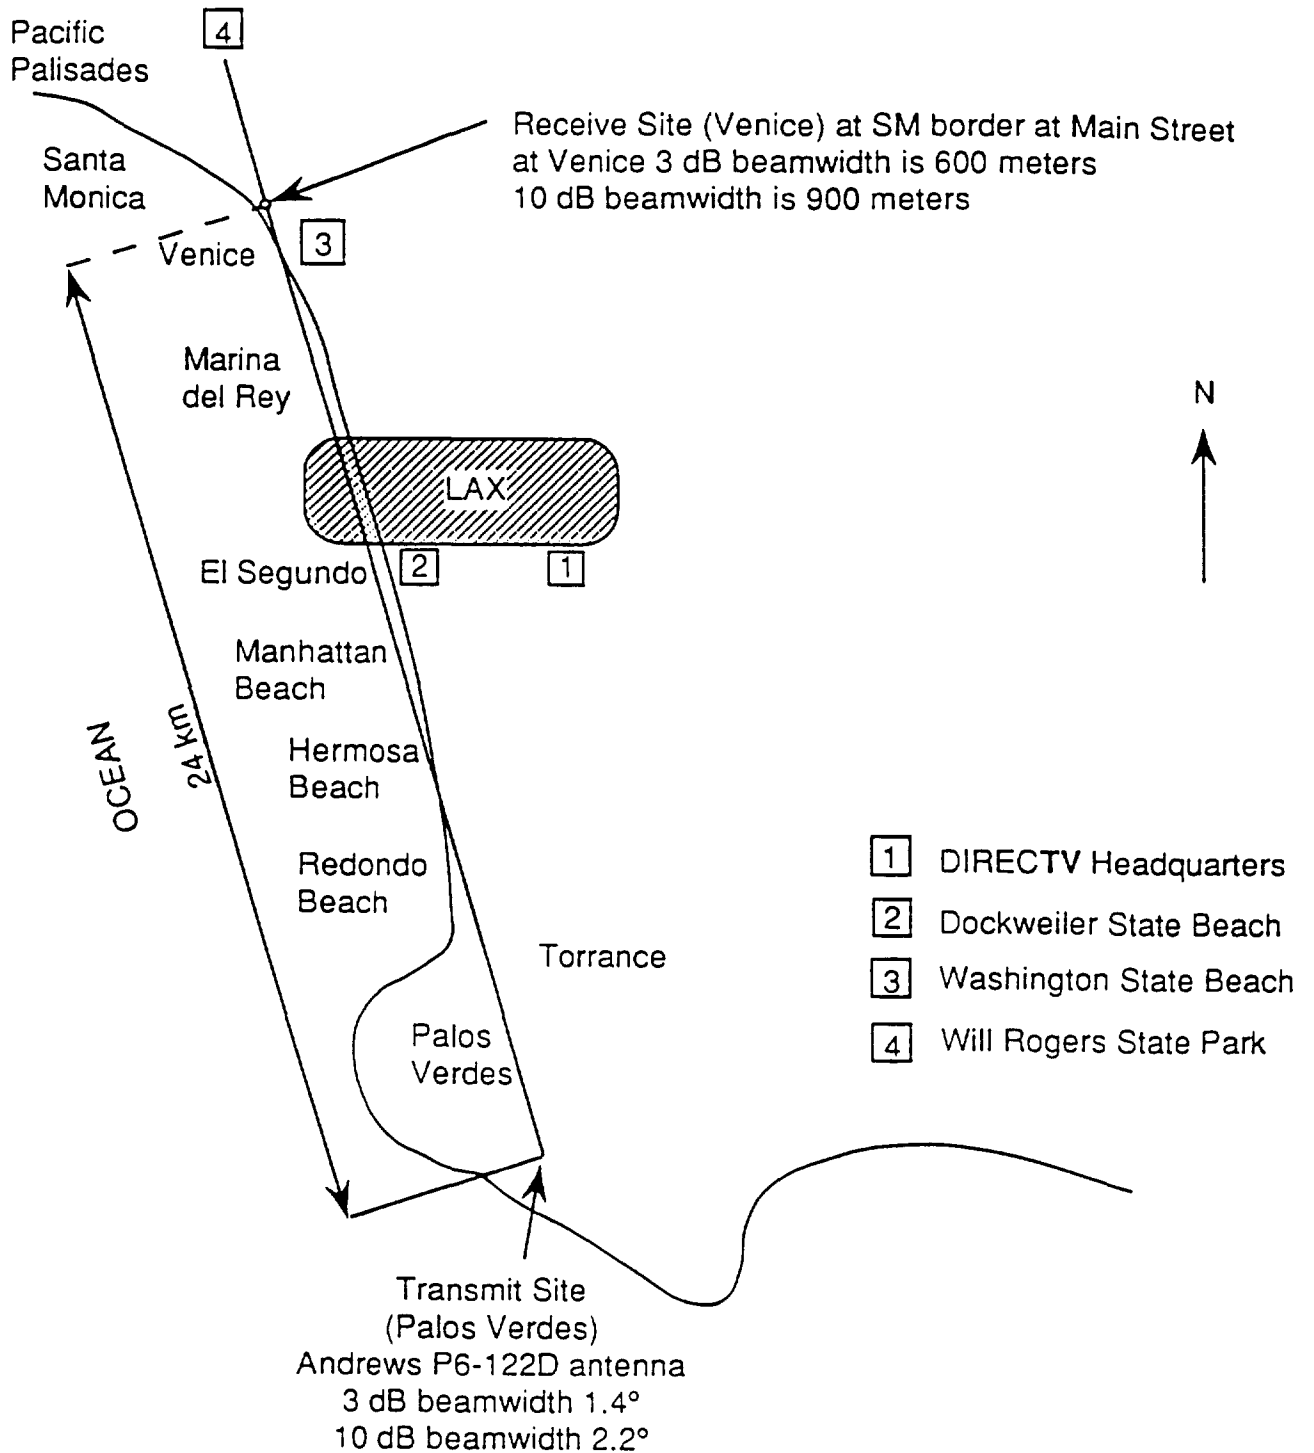 Pacific
Palisades
4
Receive Site (Venice) at SM border at Main Street
at Venice 3 dB beamwidth is 600 meters
10 dB beamwidth is 900 meters
Santa
Monica
3
Venice
Marina
del Rey
N
LAX
El Segundo
2
1
Manhattan
Beach
OCEAN
24 km
Hermosa
Beach
Redondo
Beach
Torrance
Palos
Verdes
1 DIRECTV Headquarters
2 Dockweiler State Beach
3 Washington State Beach
4 Will Rogers State Park
Transmit Site
(Palos Verdes)
Andrews P6-122D antenna
3 dB beamwidth 1.4°
10 dB beamwidth 2.2°